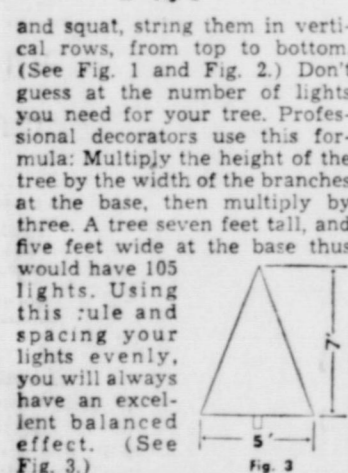 and squat, string them in verti-
cal rows, from top to bottom.
(See Fig. 1 and Fig. 2.) Don't
guess at the number of lights
you need for your tree. Profes-
sional decorators use this for-
mula: Multiply the height of the
tree by the width of the branches
at the base, then multiply by
three. A tree seven feet tall, and
five feet wide at the base thus
would have 105
lights. Using
this rule and
spacing your
lights evenly,
you will always
have an excel-
lent balanced
effect. (See
Fig. 3.)
7'
5'
Fig. 3